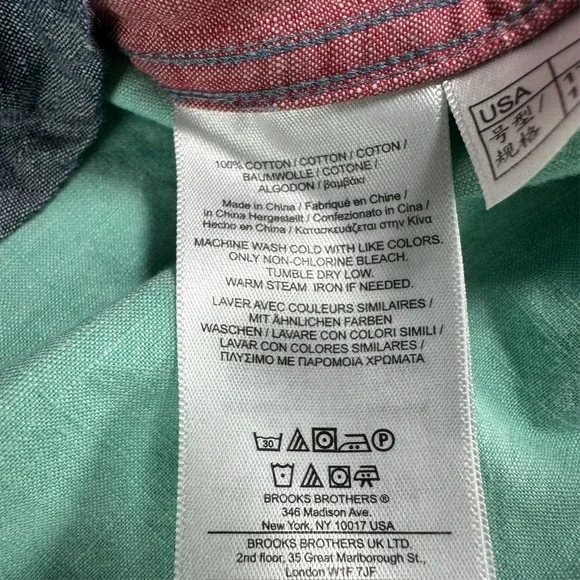 100% COTTON / COTTON / COTON /
BAUMWOLLE / COTONE /
ALGODON / βαμβάκι
Made in China / Fabriqué en Chine /
in China Hergestellt / Confezionato in Cina /
Hecho en China / Κατασκευάζεται στην Κίνα
MACHINE WASH COLD WITH LIKE COLORS.
ONLY NON-CHLORINE BLEACH.
TUMBLE DRY LOW.
WARM STEAM IRON IF NEEDED.
LAVER AVEC COULEURS SIMILAIRES /
MIT ÄHNLICHEN FARBEN
WASCHEN / LAVARE CON COLORI SIMILI /
LAVAR CON COLORES SIMILARES /
ΠΛΥΣΙΜΟ ΜΕ ΠΑΡΟΜΟΙΑ ΧΡΩΜΑΤΑ
30 P
BROOKS BROTHERS ®
346 Madison Ave.
New York, NY 10017 USA
BROOKS BROTHERS UK LTD.
2nd floor, 35 Great Marlborough St.,
London W1F 7JF
USA
号型/
规格